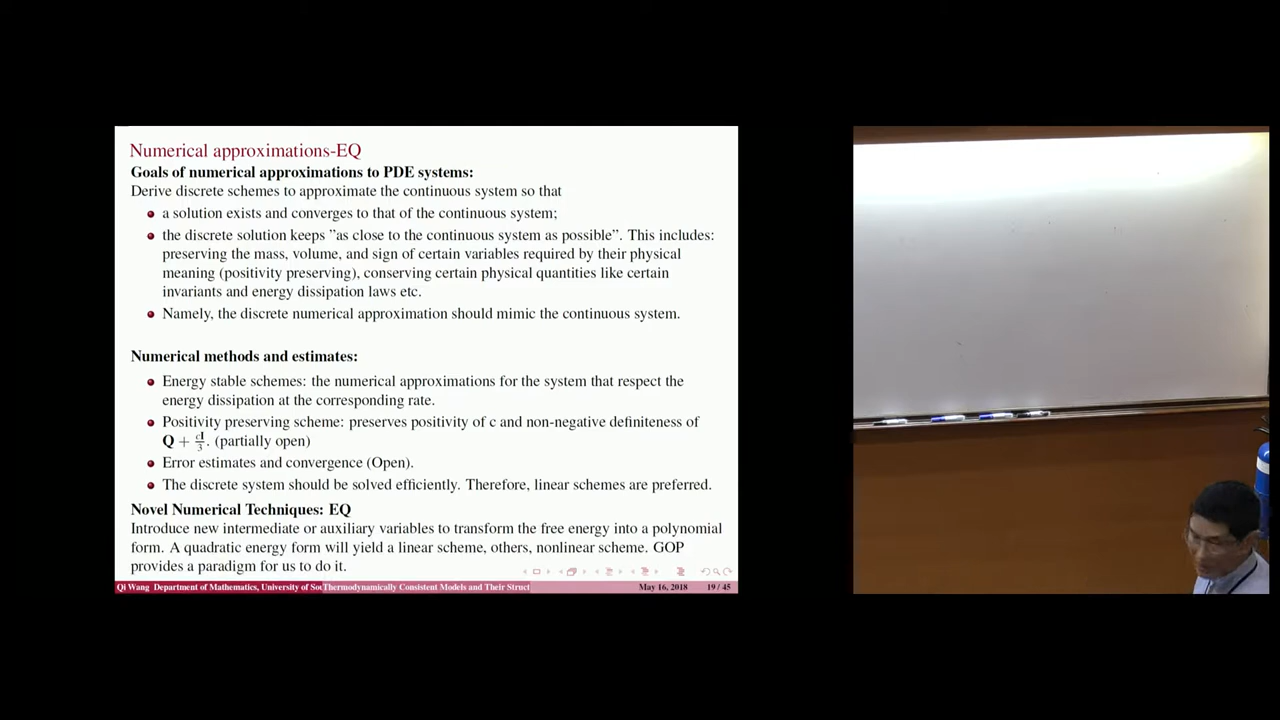 Numerical approximations-EQ
Goals of numerical approximations to PDE systems:
Derive discrete schemes to approximate the continuous system so that
a solution exists and converges to that of the continuous system;
the discrete solution keeps "as close to the continuous system as possible". This includes:
preserving the mass, volume, and sign of certain variables required by their physical
meaning (positivity preserving), conserving certain physical quantities like certain
invariants and energy dissipation laws etc.
Namely, the discrete numerical approximation should mimic the continuous system.
Numerical methods and estimates:
Energy stable schemes: the numerical approximations for the system that respect the
energy dissipation at the corresponding rate.
Positivity preserving scheme: preserves positivity of c and non-negative definiteness of
Q + cI/3. (partially open)
Error estimates and convergence (Open).
The discrete system should be solved efficiently. Therefore, linear schemes are preferred.
Novel Numerical Techniques: EQ
Introduce new intermediate or auxiliary variables to transform the free energy into a polynomial
form. A quadratic energy form will yield a linear scheme, others, nonlinear scheme. GOP
provides a paradigm for us to do it.
Qi Wang Department of Mathematics, University of Sou Thermodynamically Consistent Models and Their Struct May 16, 2018 19 / 45